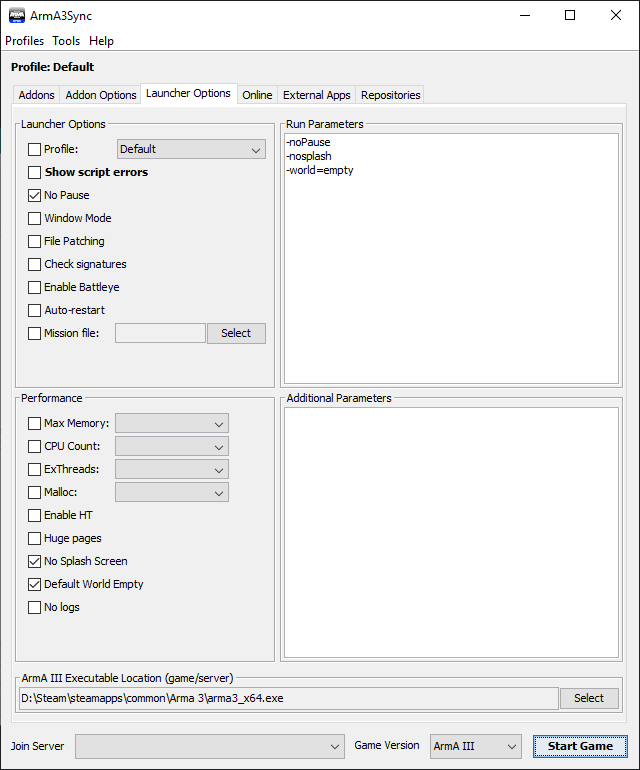 ArmA3Sync
Profiles Tools Help
Profile: Default
Addons Addon Options Launcher Options Online External Apps Repositories
Launcher Options
Profile: Default
Show script errors
No Pause
Window Mode
File Patching
Check signatures
Enable Battleye
Auto-restart
Mission file: Select
Run Parameters
-noPause
-nosplash
-world=empty
Performance
Max Memory:
CPU Count:
ExThreads:
Malloc:
Enable HT
Huge pages
No Splash Screen
Default World Empty
No logs
Additional Parameters
ArmA III Executable Location (game/server)
D:\Steam\steamapps\common\Arma 3\arma3_x64.exe Select
Join Server Game Version ArmA III Start Game